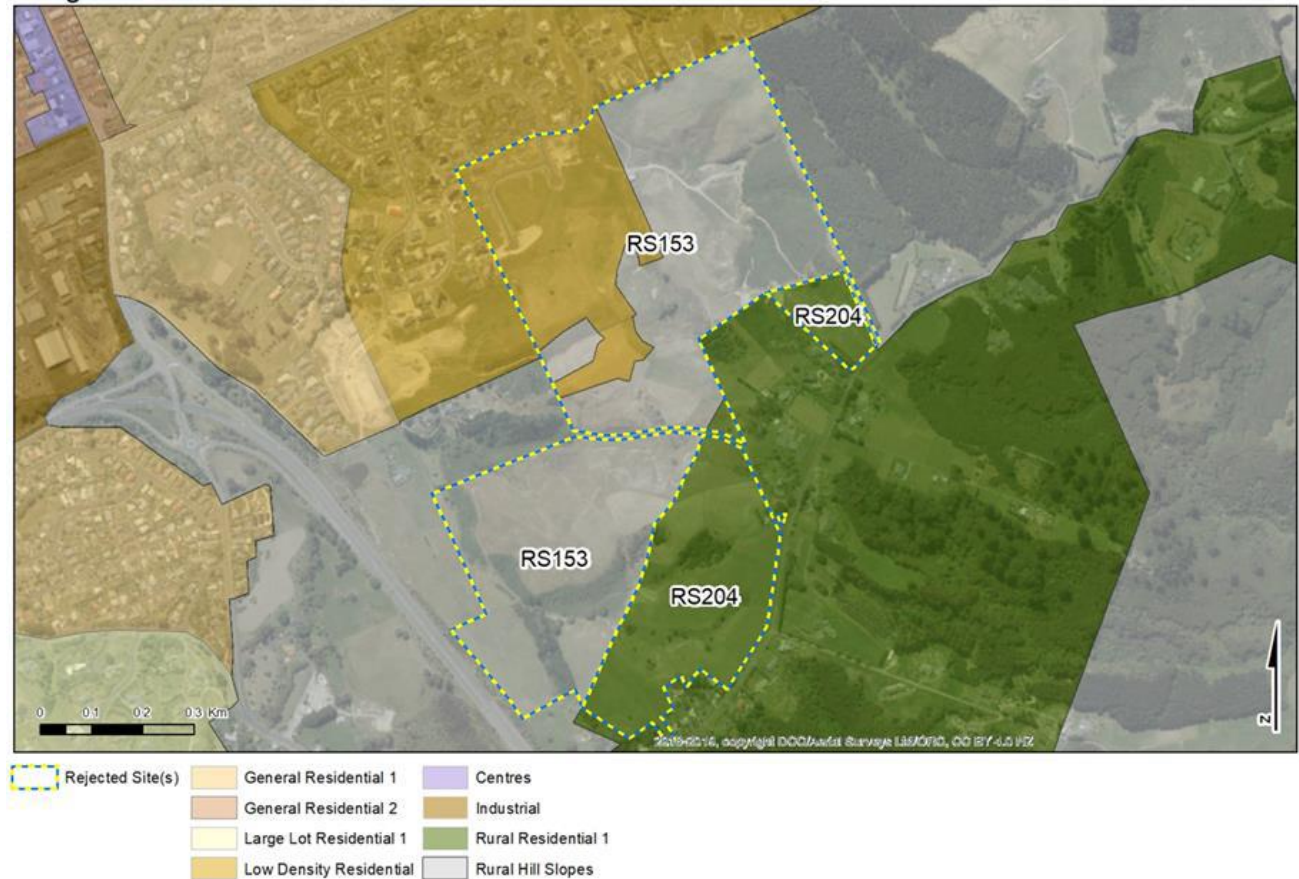 RS153
RS204
RS153
RS204
0 0.1 0.2 0.3 Km
N
Rejected Site(s)
General Residential 1
General Residential 2
Large Lot Residential 1
Low Density Residential
Centres
Industrial
Rural Residential 1
Rural Hill Slopes